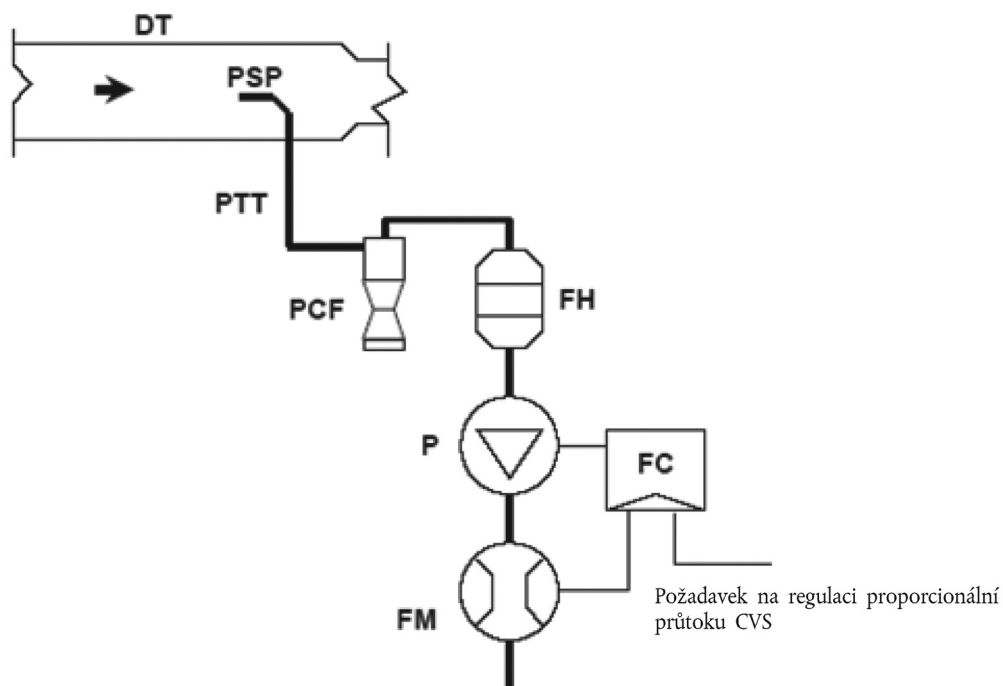 DT
PSP
PTT
PCF
FH
P
FC
FM
Požadavek na regulaci proporcionální
průtoku CVS